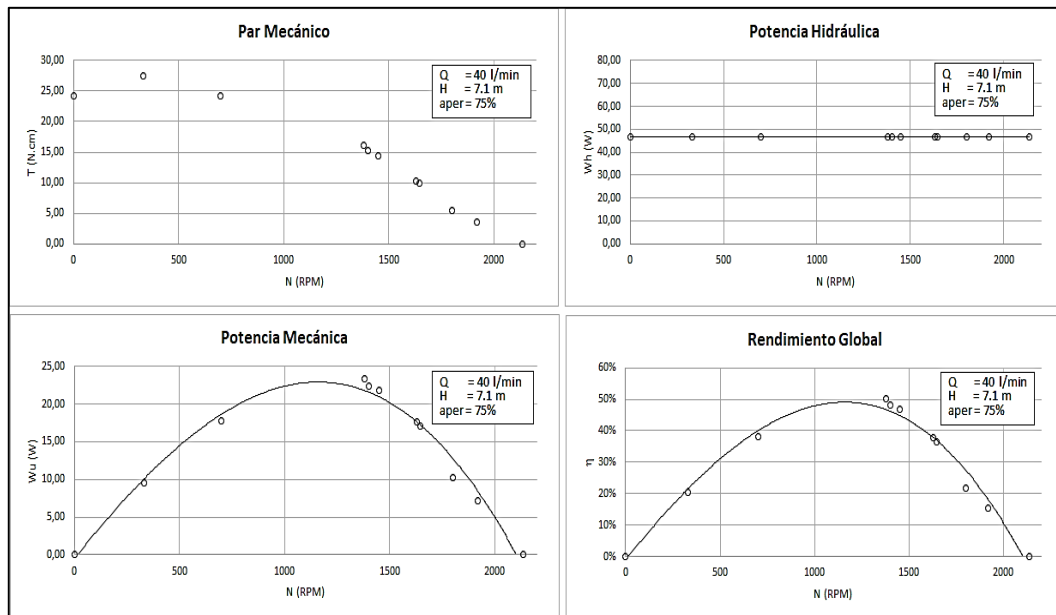 Par Mecánico
30,00
25,00
20,00
15,00
10,00
5,00
0,00
T (N.cm)
0 500 1000 1500 2000
N (RPM)
Q = 40 l/min
H = 7.1 m
aper = 75%
Potencia Hidráulica
80,00
70,00
60,00
50,00
40,00
30,00
20,00
10,00
0,00
Wh (W)
0 500 1000 1500 2000
N (RPM)
Q = 40 l/min
H = 7.1 m
aper = 75%
Potencia Mecánica
25,00
20,00
15,00
10,00
5,00
0,00
Wu (W)
0 500 1000 1500 2000
N (RPM)
Q = 40 l/min
H = 7.1 m
aper = 75%
Rendimiento Global
60%
50%
40%
30%
20%
10%
0%
η
0 500 1000 1500 2000
N (RPM)
Q = 40 l/min
H = 7.1 m
aper = 75%